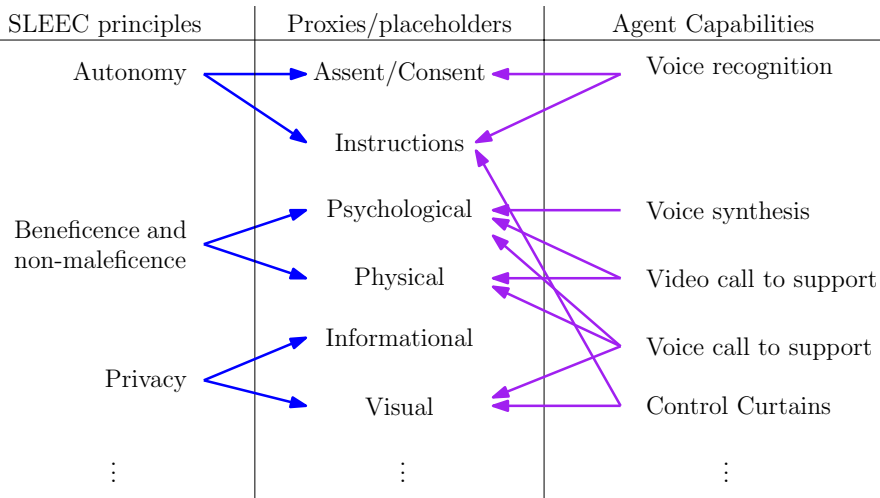 SLEEC principles
Proxies/placeholders
Agent Capabilities
Autonomy
Assent/Consent
Voice recognition
Instructions
Psychological
Voice synthesis
Beneficence and
non-maleficence
Physical
Video call to support
Informational
Voice call to support
Privacy
Visual
Control Curtains
⋮
⋮
⋮